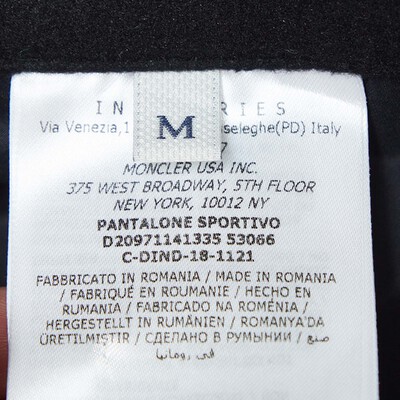 IN
RIES
M
Via Venezia,1
seleghe(PD) Italy
7
MONCLER USA INC.
375 WEST BROADWAY, 5TH FLOOR
NEW YORK, 10012 NY
PANTALONE SPORTIVO
D20971141335 53066
C-DIND-18-1121
FABBRICATO IN ROMANIA / MADE IN ROMANIA
/ FABRIQUÉ EN ROUMANIE / HECHO EN
RUMANIA / FABRICADO NA ROMÉNIA /
HERGESTELLT IN RUMÄNIEN / ROMANYA'DA
ÜRETILMIŞTIR / СДЕЛАНО В РУМЫНИИ / صنع
في رومانيا